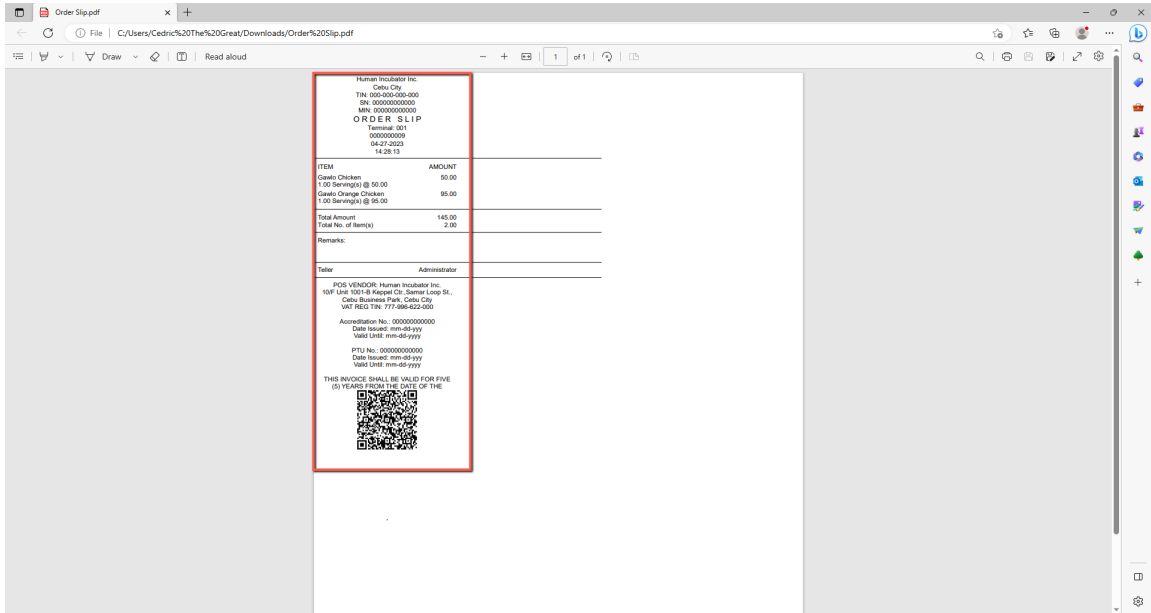 Order Slip.pdf
File
C:/Users/Cedric%20The%20Great/Downloads/Order%20Slip.pdf
Draw
Read aloud
1 of 1
Human Incubator Inc.
Cebu City
TIN: 000-000-000-000
SN: 000000000000
MIN: 000000000000
ORDER SLIP
Terminal: 001
0000000009
04-27-2023
14:28:13
ITEM AMOUNT
Gawlo Chicken 50.00
1.00 Serving(s) @ 50.00
Gawlo Orange Chicken 95.00
1.00 Serving(s) @ 95.00
Total Amount 145.00
Total No. of Item(s) 2.00
Remarks:
Teller Administrator
POS VENDOR: Human Incubator Inc.
10/F Unit 1001-B Keppel Ctr.,Samar Loop St.,
Cebu Business Park, Cebu City
VAT REG TIN: 777-996-622-000
Accreditation No.: 000000000000
Date Issued: mm-dd-yyy
Valid Until: mm-dd-yyyy
PTU No.: 000000000000
Date Issued: mm-dd-yyy
Valid Until: mm-dd-yyyy
THIS INVOICE SHALL BE VALID FOR FIVE
(5) YEARS FROM THE DATE OF THE